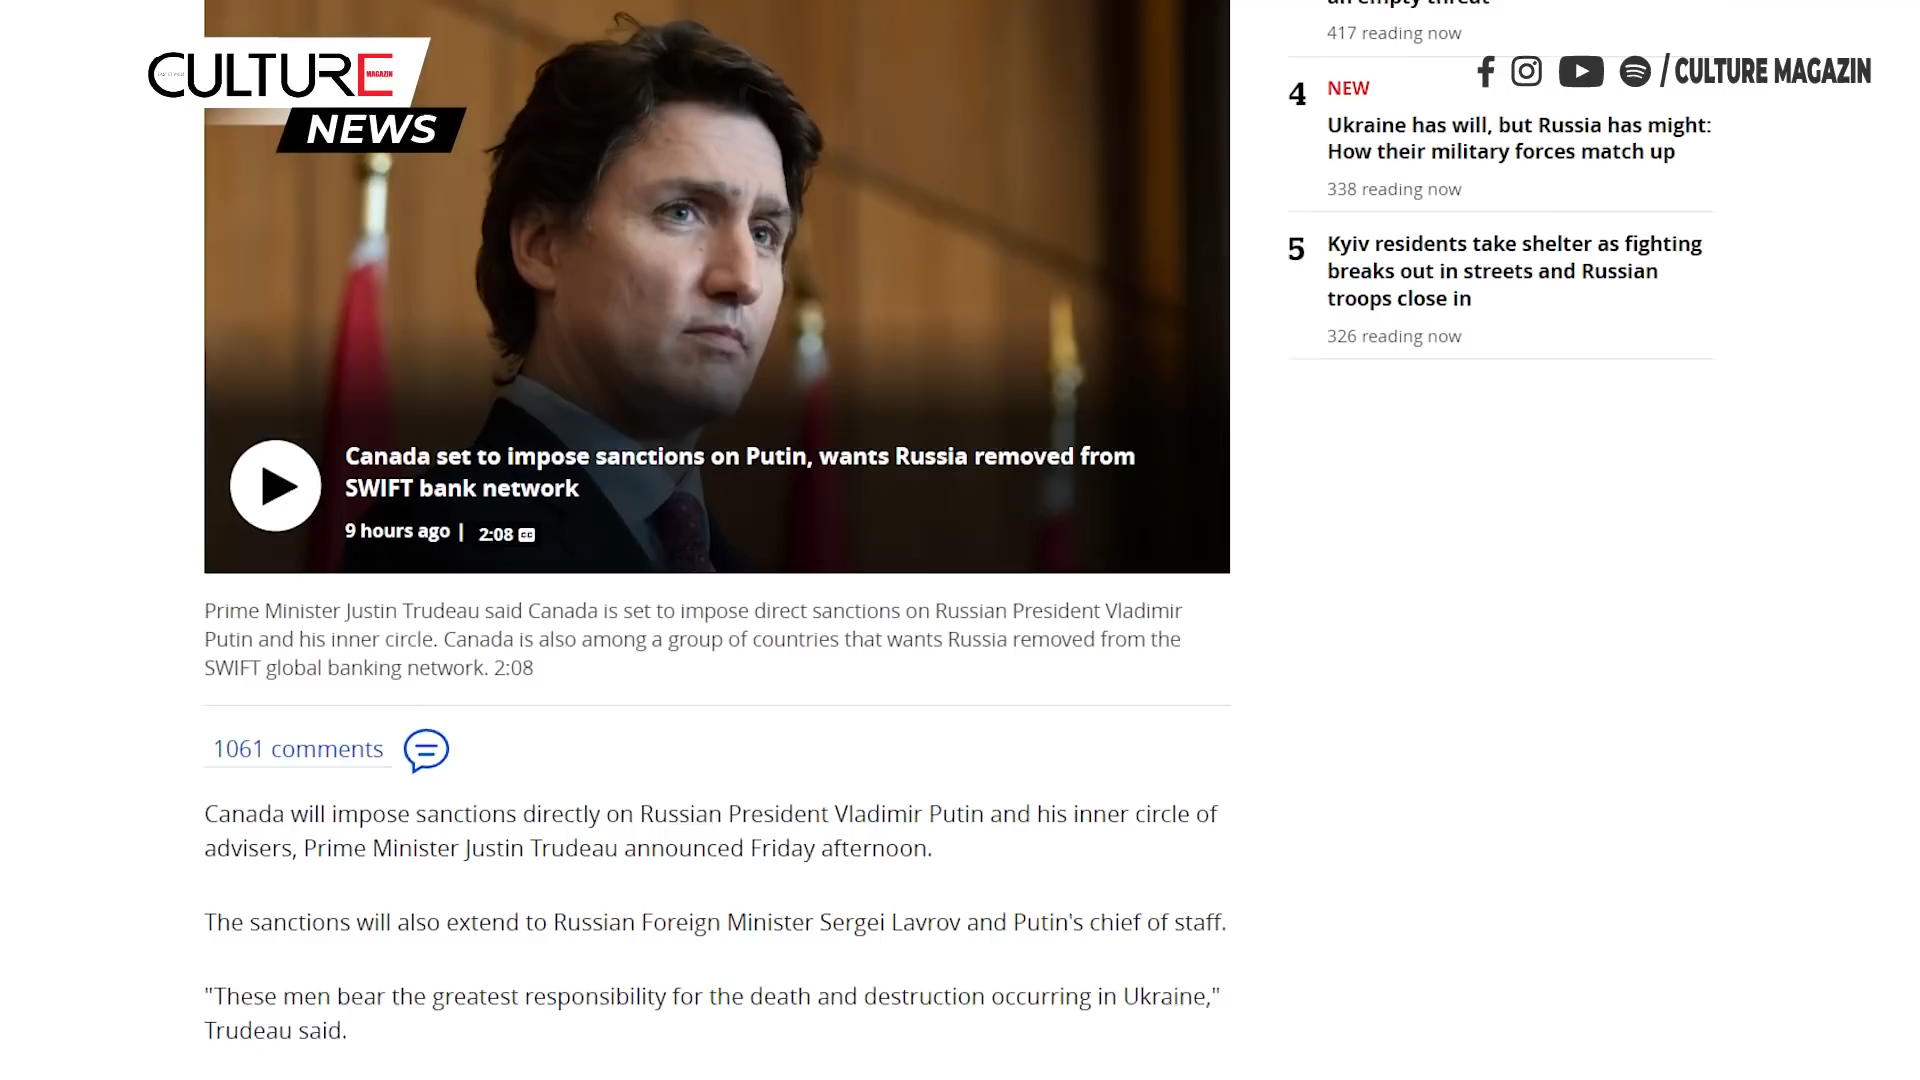 CULTURE
MAGAZIN
NEWS
Canada set to impose sanctions on Putin, wants Russia removed from
SWIFT bank network
9 hours ago | 2:08 CC
Prime Minister Justin Trudeau said Canada is set to impose direct sanctions on Russian President Vladimir
Putin and his inner circle. Canada is also among a group of countries that wants Russia removed from the
SWIFT global banking network. 2:08
1061 comments
Canada will impose sanctions directly on Russian President Vladimir Putin and his inner circle of
advisers, Prime Minister Justin Trudeau announced Friday afternoon.
The sanctions will also extend to Russian Foreign Minister Sergei Lavrov and Putin's chief of staff.
"These men bear the greatest responsibility for the death and destruction occurring in Ukraine,"
Trudeau said.
an empty threat
417 reading now
/ CULTURE MAGAZIN
4 NEW
Ukraine has will, but Russia has might:
How their military forces match up
338 reading now
5 Kyiv residents take shelter as fighting
breaks out in streets and Russian
troops close in
326 reading now